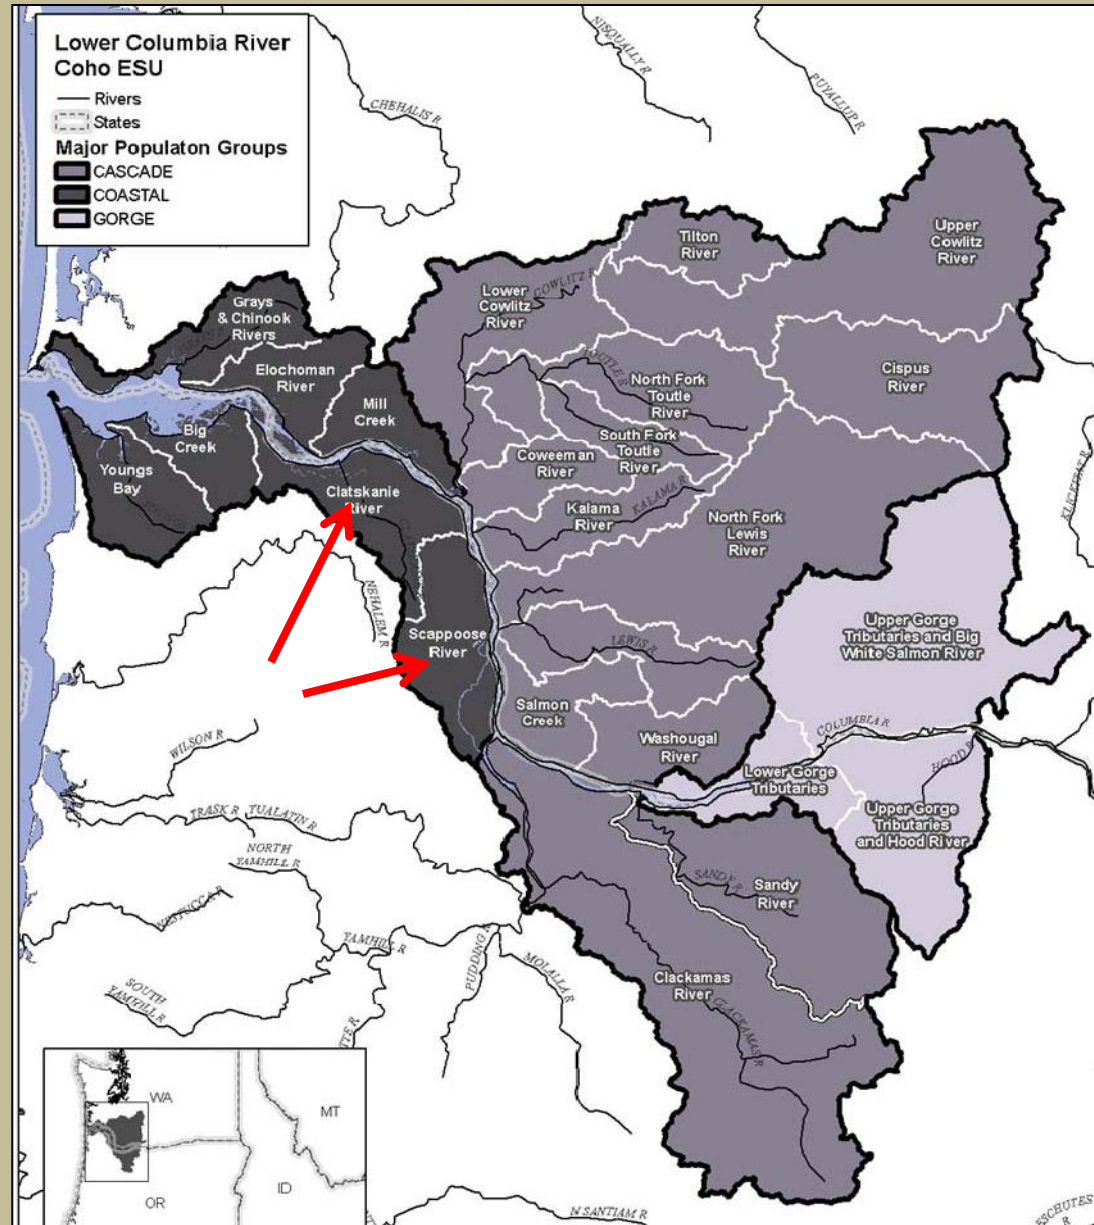 Lower Columbia River
Coho ESU
Rivers
States
Major Populaton Groups
CASCADE
COASTAL
GORGE
NISQUALLY R
PUYALLUP R
CHEHALIS R
Upper
Cowlitz
River
Tilton
River
Lower
Cowlitz
River
COWLITZ R
Grays
& Chinook
Rivers
Elochoman
River
Mill
Creek
Big
Creek
Youngs
Bay
Clatskanie
River
Cispus
River
North Fork
Toutle
River
South Fork
Toutle
River
Coweeman
River
Kalama
River
KALAMA R
North Fork
Lewis
River
KLICKITAT R
NEHALEM R
Scappoose
River
LEWIS R
Upper Gorge
Tributaries and Big
White Salmon River
Salmon
Creek
Washougal
River
COLUMBIA R
HOOD R
Lower Gorge
Tributaries
Upper Gorge
Tributaries
and Hood River
WILSON R
TRASK R
TUALATIN R
NORTH
YAMHILL R
NESTUCCA R
YAMHILL R
SOUTH
YAMHILL R
PUDDING R
MOLALLA R
SANDY R
Sandy
River
Clackamas
River
CLACKAMAS R
TTE R
WA
MT
OR
ID
N SANTIAM R
ESCHUTES
R